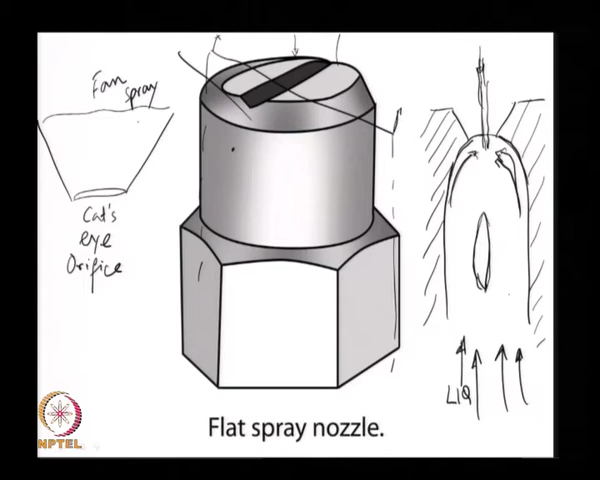 Fan
spray
Cat's
eye
Orifice
LIQ
Flat spray nozzle.
NPTEL